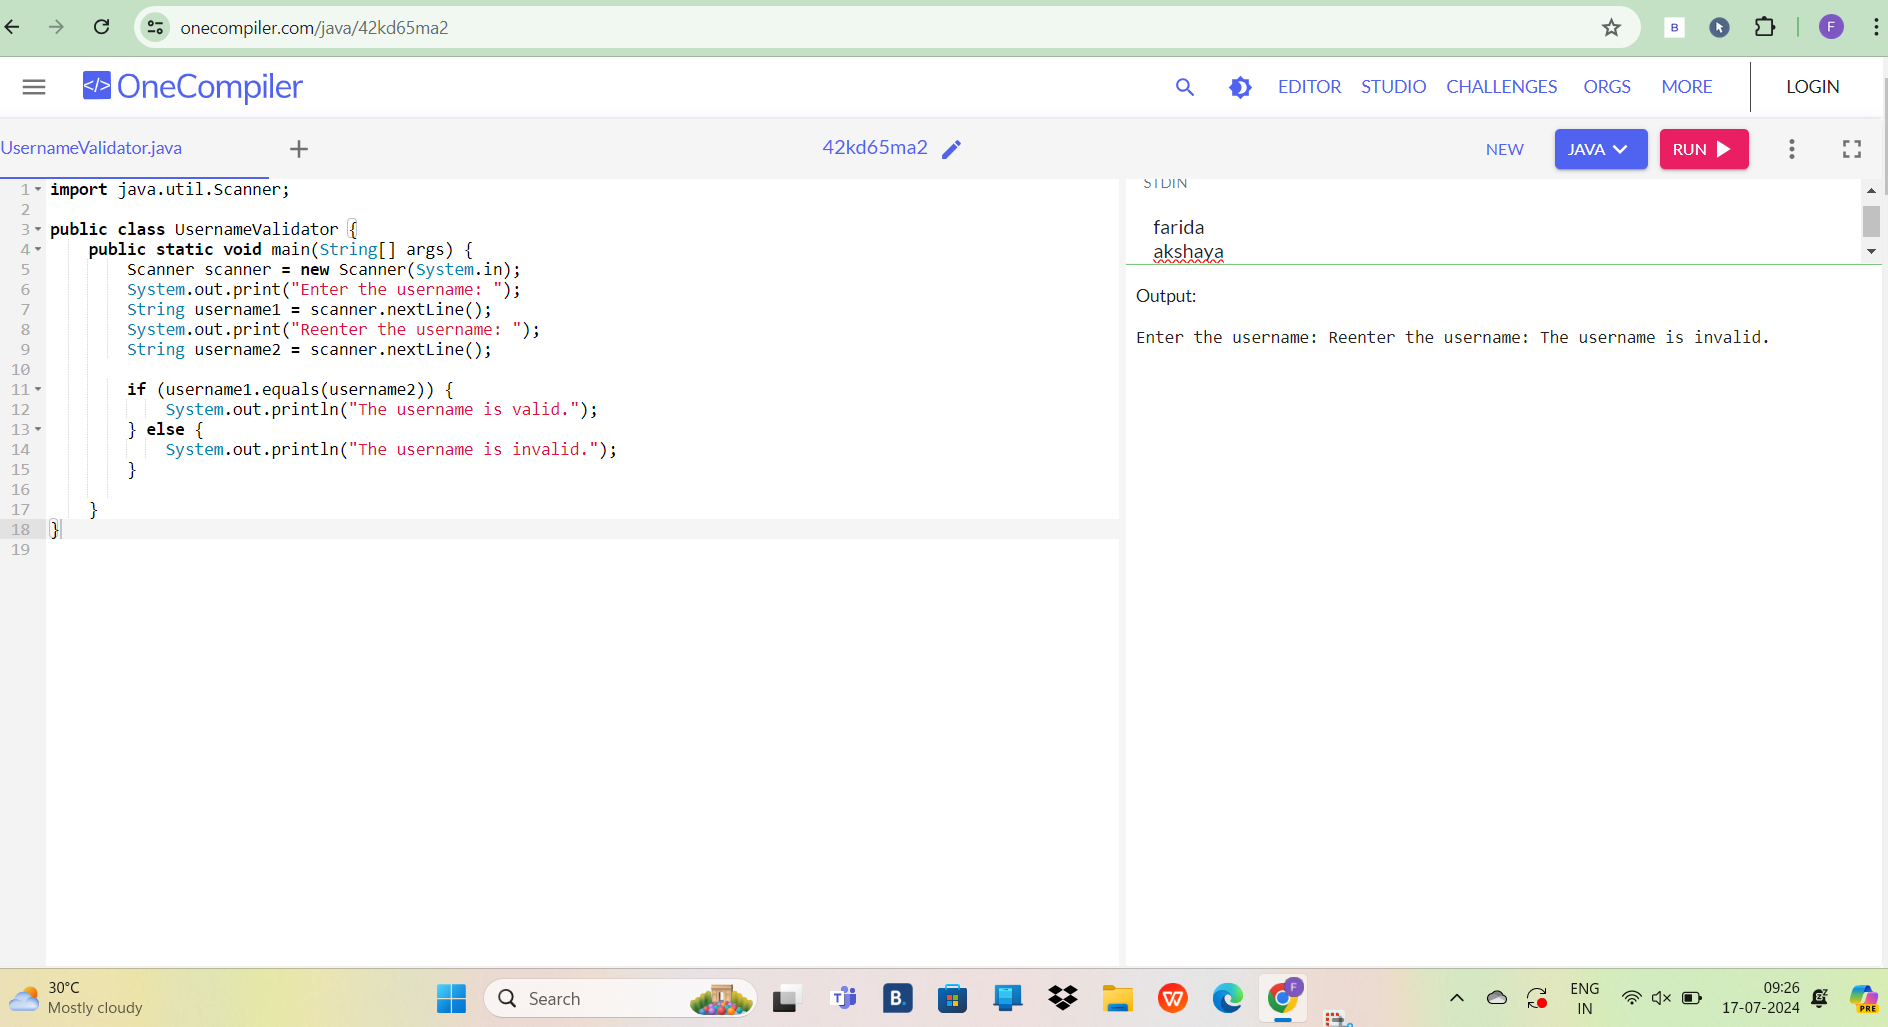 onecompiler.com/java/42kd65ma2
B
F
</> OneCompiler
EDITOR STUDIO CHALLENGES ORGS MORE LOGIN
UsernameValidator.java
42kd65ma2
NEW JAVA RUN
1 import java.util.Scanner;
2
3 public class UsernameValidator {
4 public static void main(String[] args) {
5 Scanner scanner = new Scanner(System.in);
6 System.out.print("Enter the username: ");
7 String username1 = scanner.nextLine();
8 System.out.print("Reenter the username: ");
9 String username2 = scanner.nextLine();
10
11 if (username1.equals(username2)) {
12 System.out.println("The username is valid.");
13 } else {
14 System.out.println("The username is invalid.");
15 }
16
17 }
18 }
19
STDIN
farida
akshaya
Output:
Enter the username: Reenter the username: The username is invalid.
30°C
Mostly cloudy
Search
B.
F
ENG
IN
09:26
17-07-2024
PRE